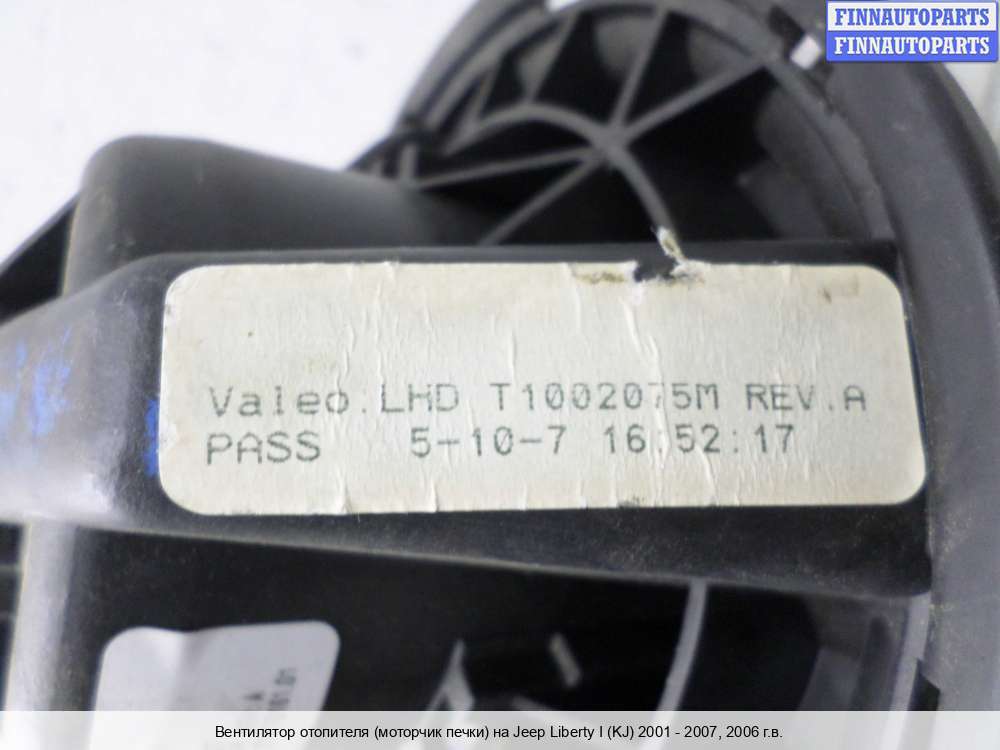 FINNAUTOPARTS
FINNAUTOPARTS
Valeo.LHD T1002075M REV.A
PASS 5-10-7 16:52:17
Вентилятор отопителя (моторчик печки) на Jeep Liberty I (KJ) 2001 - 2007, 2006 г.в.